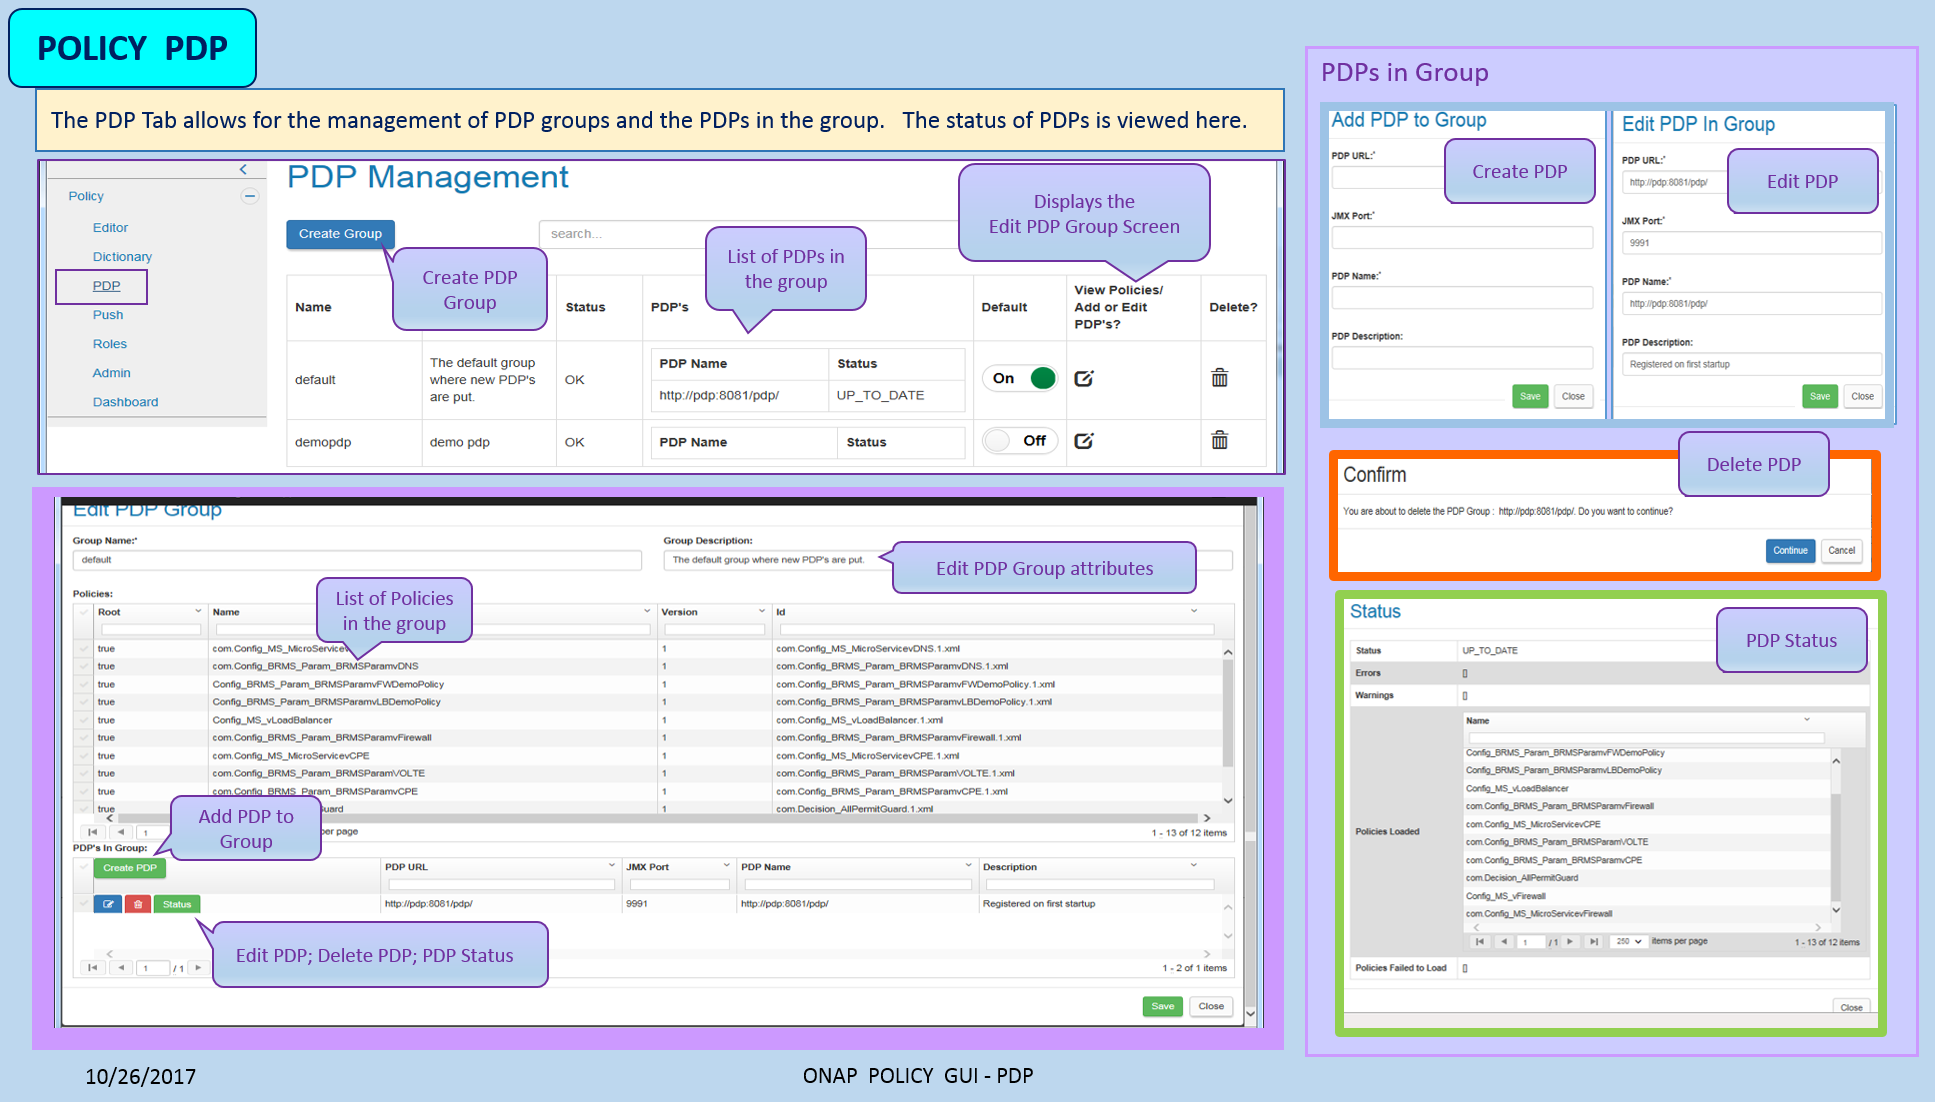 POLICY  PDP
The PDP Tab allows for the management of PDP groups and the PDPs in the group.   The status of PDPs is viewed here.
Policy
Editor
Dictionary
PDP
Push
Roles
Admin
Dashboard
PDP Management
Create Group
search...
Create PDP
Group
List of PDPs in
the group
Displays the
Edit PDP Group Screen
Name
Status
PDP's
Default
View Policies/
Add or Edit
PDP's?
Delete?
default
The default group
where new PDP's
are put.
OK
PDP Name
Status
http://pdp:8081/pdp/
UP_TO_DATE
On
demopdp
demo pdp
OK
PDP Name
Status
Off
Edit PDP Group
Group Name:*
default
Group Description:
The default group where new PDP's are put.
Edit PDP Group attributes
Policies:
List of Policies
in the group
Root
Name
Version
Id
true com.Config_MS_MicroServicev 1 com.Config_MS_MicroServicevDNS.1.xml
true com.Config_BRMS_Param_BRMSParamvDNS 1 com.Config_BRMS_Param_BRMSParamvDNS.1.xml
true Config_BRMS_Param_BRMSParamvFWDemoPolicy 1 com.Config_BRMS_Param_BRMSParamvFWDemoPolicy.1.xml
true Config_BRMS_Param_BRMSParamvLBDemoPolicy 1 com.Config_BRMS_Param_BRMSParamvLBDemoPolicy.1.xml
true Config_MS_vLoadBalancer 1 com.Config_MS_vLoadBalancer.1.xml
true com.Config_BRMS_Param_BRMSParamvFirewall 1 com.Config_BRMS_Param_BRMSParamvFirewall.1.xml
true com.Config_MS_MicroServicevCPE 1 com.Config_MS_MicroServicevCPE.1.xml
true com.Config_BRMS_Param_BRMSParamVOLTE 1 com.Config_BRMS_Param_BRMSParamVOLTE.1.xml
true com.Config_BRMS_Param_BRMSParamvCPE 1 com.Config_BRMS_Param_BRMSParamvCPE.1.xml
true uard 1 com.Decision_AllPermitGuard.1.xml
1
per page
1 - 13 of 12 items
Add PDP to
Group
PDP's In Group:
Create PDP
PDP URL
JMX Port
PDP Name
Description
Status
http://pdp:8081/pdp/
9991
http://pdp:8081/pdp/
Registered on first startup
Edit PDP; Delete PDP; PDP Status
1 / 1
1 - 2 of 1 items
Save
Close
PDPs in Group
Add PDP to Group
Create PDP
PDP URL:*
JMX Port:*
PDP Name:*
PDP Description:
Save
Close
Edit PDP In Group
Edit PDP
PDP URL:*
http://pdp:8081/pdp/
JMX Port:*
9991
PDP Name:*
http://pdp:8081/pdp/
PDP Description:
Registered on first startup
Save
Close
Delete PDP
Confirm
You are about to delete the PDP Group :  http://pdp:8081/pdp/. Do you want to continue?
Continue
Cancel
Status
PDP Status
Status
UP_TO_DATE
Errors
[]
Warnings
[]
Policies Loaded
Name
Config_BRMS_Param_BRMSParamvFWDemoPolicy
Config_BRMS_Param_BRMSParamvLBDemoPolicy
Config_MS_vLoadBalancer
com.Config_BRMS_Param_BRMSParamvFirewall
com.Config_MS_MicroServicevCPE
com.Config_BRMS_Param_BRMSParamVOLTE
com.Config_BRMS_Param_BRMSParamvCPE
com.Decision_AllPermitGuard
Config_MS_vFirewall
com.Config_MS_MicroServicevFirewall
1 / 1 250 items per page 1 - 13 of 12 items
Policies Failed to Load
[]
Close
10/26/2017
ONAP  POLICY  GUI - PDP